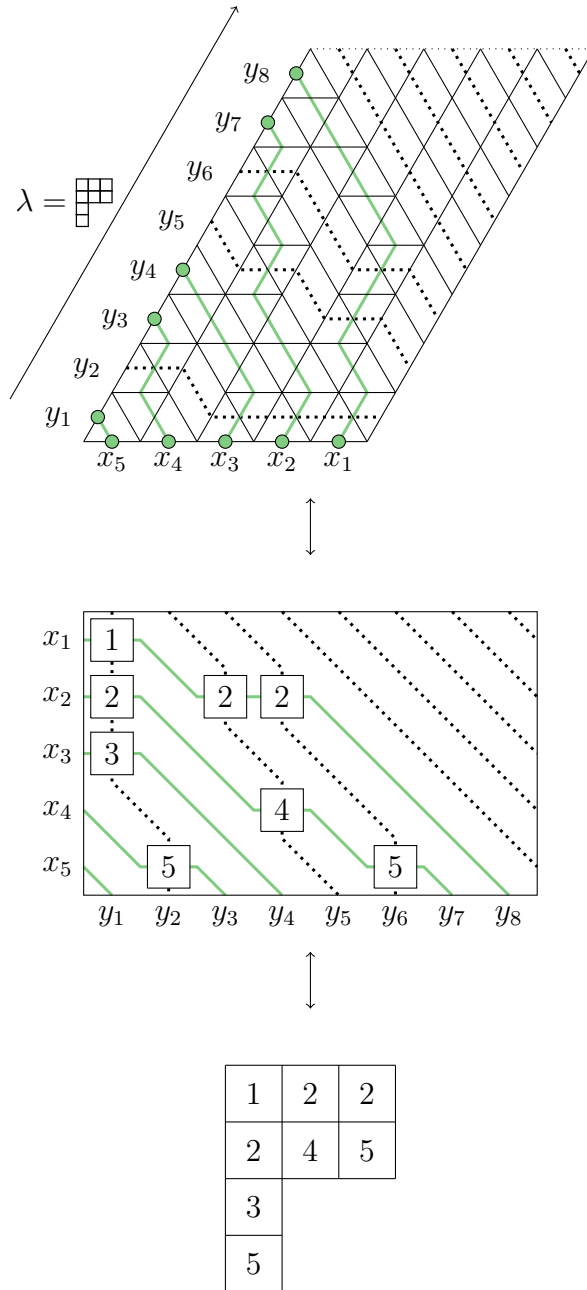 y₈
y₇
y₆
λ =
y₅
y₄
y₃
y₂
y₁
x₅ x₄ x₃ x₂ x₁
x₁ 1
x₂ 2 2 2
x₃ 3
x₄ 4
x₅ 5 5
y₁ y₂ y₃ y₄ y₅ y₆ y₇ y₈
1 2 2
2 4 5
3
5